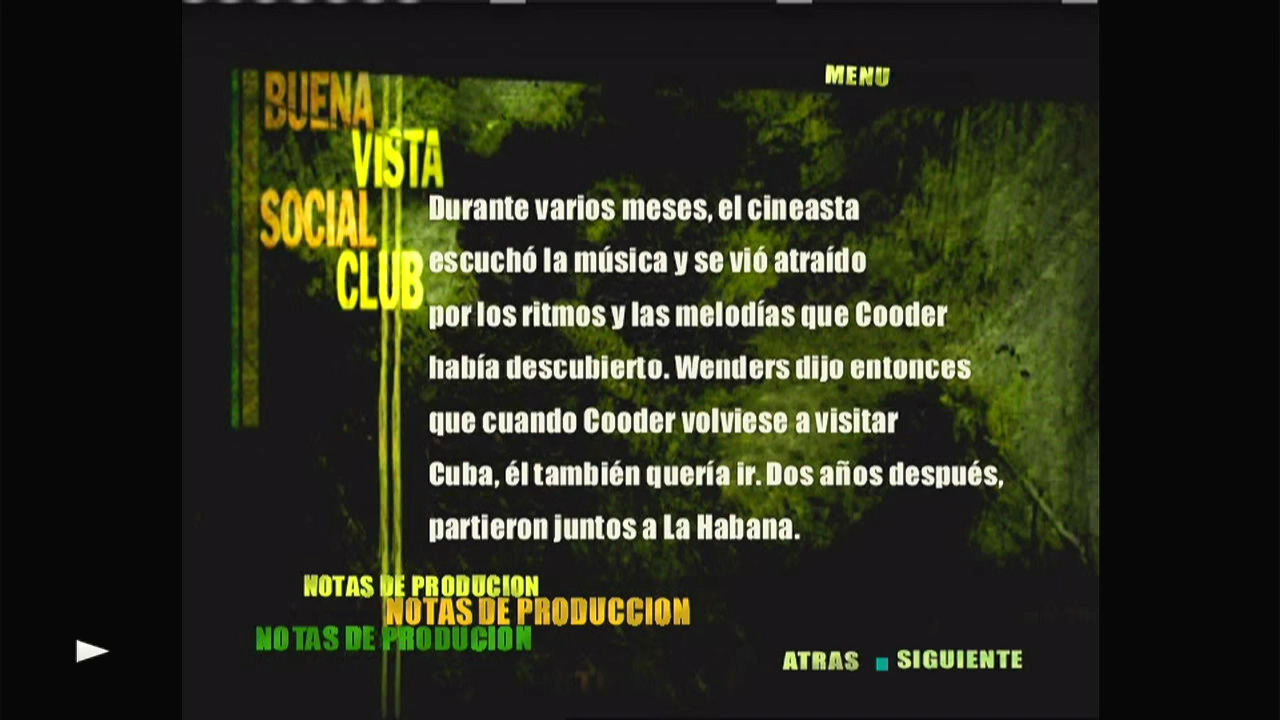 BUENA
VISTA
SOCIAL
CLUB
MENU
Durante varios meses, el cineasta
escuchó la música y se vió atraído
por los ritmos y las melodías que Cooder
había descubierto. Wenders dijo entonces
que cuando Cooder volviese a visitar
Cuba, él también quería ir. Dos años después,
partieron juntos a La Habana.
NOTAS DE PRODUCION
NOTAS DE PRODUCCION
NOTAS DE PRODUCION
ATRAS SIGUIENTE